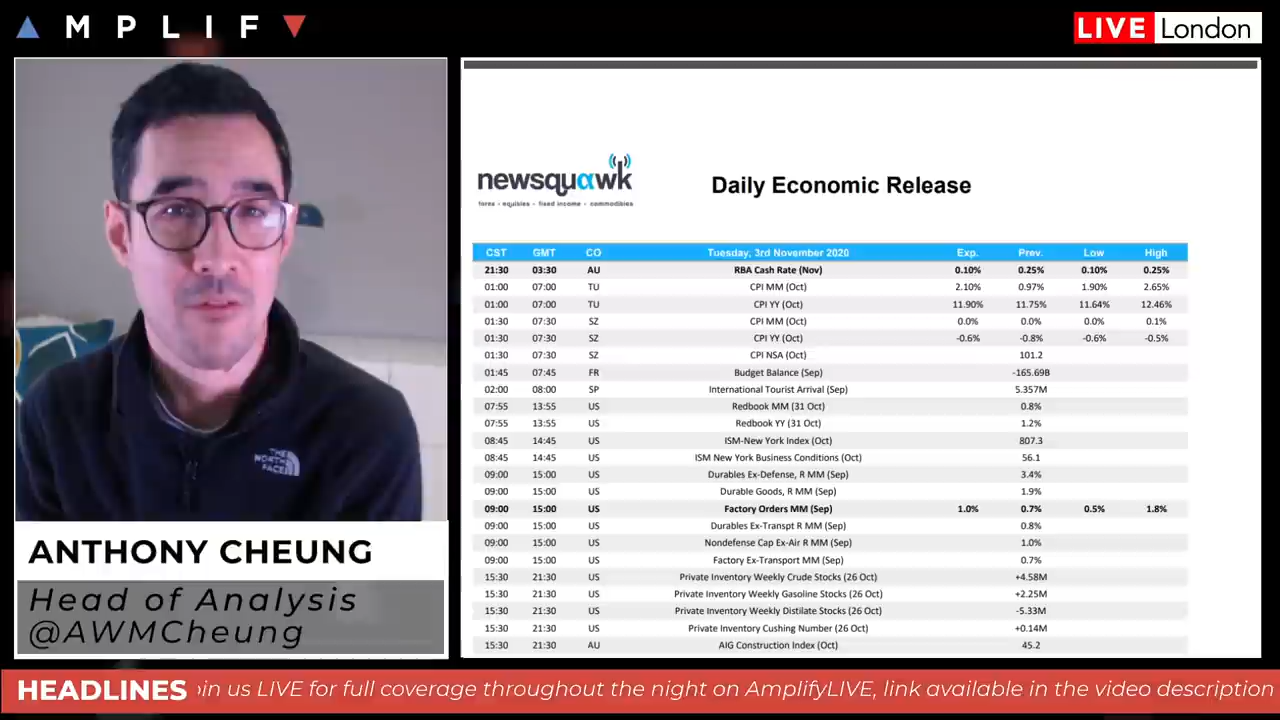 AMPLIFY
LIVE London
newsquawk
forex - equities - fixed income - commodities
Daily Economic Release
CST GMT CO Tuesday, 3rd November 2020 Exp. Prev. Low High
21:30 03:30 AU RBA Cash Rate (Nov) 0.10% 0.25% 0.10% 0.25%
01:00 07:00 TU CPI MM (Oct) 2.10% 0.97% 1.90% 2.65%
01:00 07:00 TU CPI YY (Oct) 11.90% 11.75% 11.64% 12.46%
01:30 07:30 SZ CPI MM (Oct) 0.0% 0.0% 0.0% 0.1%
01:30 07:30 SZ CPI YY (Oct) -0.6% -0.8% -0.6% -0.5%
01:30 07:30 SZ CPI NSA (Oct) 101.2
01:45 07:45 FR Budget Balance (Sep) -165.69B
02:00 08:00 SP International Tourist Arrival (Sep) 5.357M
07:55 13:55 US Redbook MM (31 Oct) 0.8%
07:55 13:55 US Redbook YY (31 Oct) 1.2%
08:45 14:45 US ISM-New York Index (Oct) 807.3
08:45 14:45 US ISM New York Business Conditions (Oct) 56.1
09:00 15:00 US Durables Ex-Defense, R MM (Sep) 3.4%
09:00 15:00 US Durable Goods, R MM (Sep) 1.9%
09:00 15:00 US Factory Orders MM (Sep) 1.0% 0.7% 0.5% 1.8%
09:00 15:00 US Durables Ex-Transpt R MM (Sep) 0.8%
09:00 15:00 US Nondefense Cap Ex-Air R MM (Sep) 1.0%
09:00 15:00 US Factory Ex-Transport MM (Sep) 0.7%
15:30 21:30 US Private Inventory Weekly Crude Stocks (26 Oct) +4.58M
15:30 21:30 US Private Inventory Weekly Gasoline Stocks (26 Oct) +2.25M
15:30 21:30 US Private Inventory Weekly Distilate Stocks (26 Oct) -5.33M
15:30 21:30 US Private Inventory Cushing Number (26 Oct) +0.14M
15:30 21:30 AU AIG Construction Index (Oct) 45.2
THE NORTH FACE
ANTHONY CHEUNG
Head of Analysis
@AWMCheung
HEADLINES oin us LIVE for full coverage throughout the night on AmplifyLIVE, link available in the video description